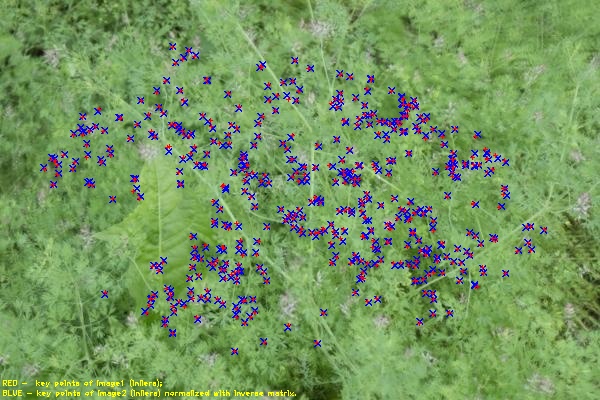 RED - key points of image1 (inliers);
BLUE - key points of image2 (inliers) normalized with inverse matrix.